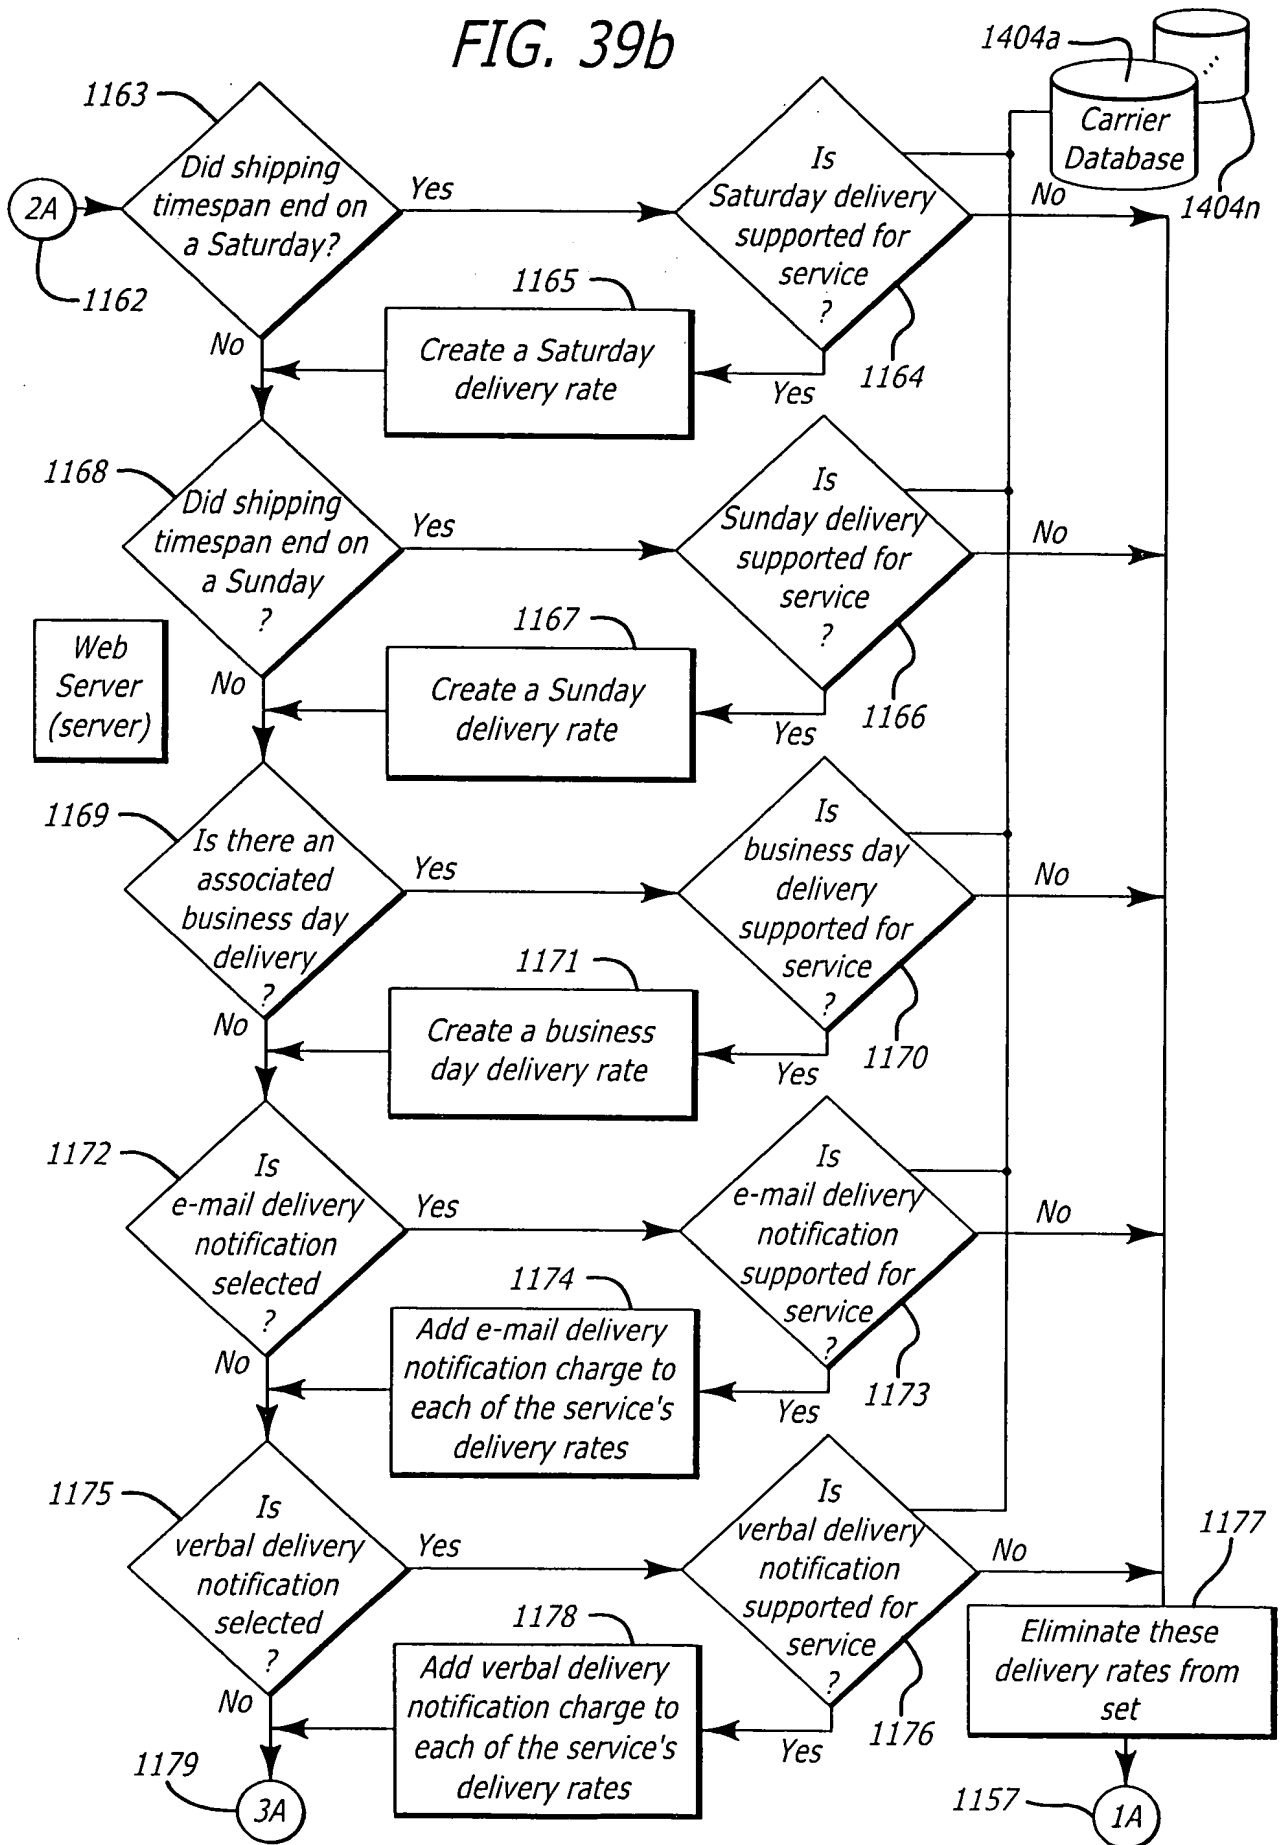 FIG. 39b
1404a
...
Carrier
Database
1404n
1163
Did shipping
timespan end on
a Saturday?
2A
1162
Yes
Is
Saturday delivery
supported for
service
?
No
1164
1165
Create a Saturday
delivery rate
Yes
No
1168
Did shipping
timespan end on
a Sunday
?
Yes
Is
Sunday delivery
supported for
service
?
No
1166
Web
Server
(server)
1167
Create a Sunday
delivery rate
Yes
No
1169
Is there an
associated
business day
delivery
?
Yes
Is
business day
delivery
supported for
service
?
No
1170
1171
Create a business
day delivery rate
Yes
No
1172
Is
e-mail delivery
notification
selected
?
Yes
Is
e-mail delivery
notification
supported for
service
?
No
1173
1174
Add e-mail delivery
notification charge to
each of the service's
delivery rates
Yes
No
1175
Is
verbal delivery
notification
selected
?
Yes
Is
verbal delivery
notification
supported for
service
?
No
1176
1177
Eliminate these
delivery rates from
set
1178
Add verbal delivery
notification charge to
each of the service's
delivery rates
Yes
No
1179
3A
1157
1A